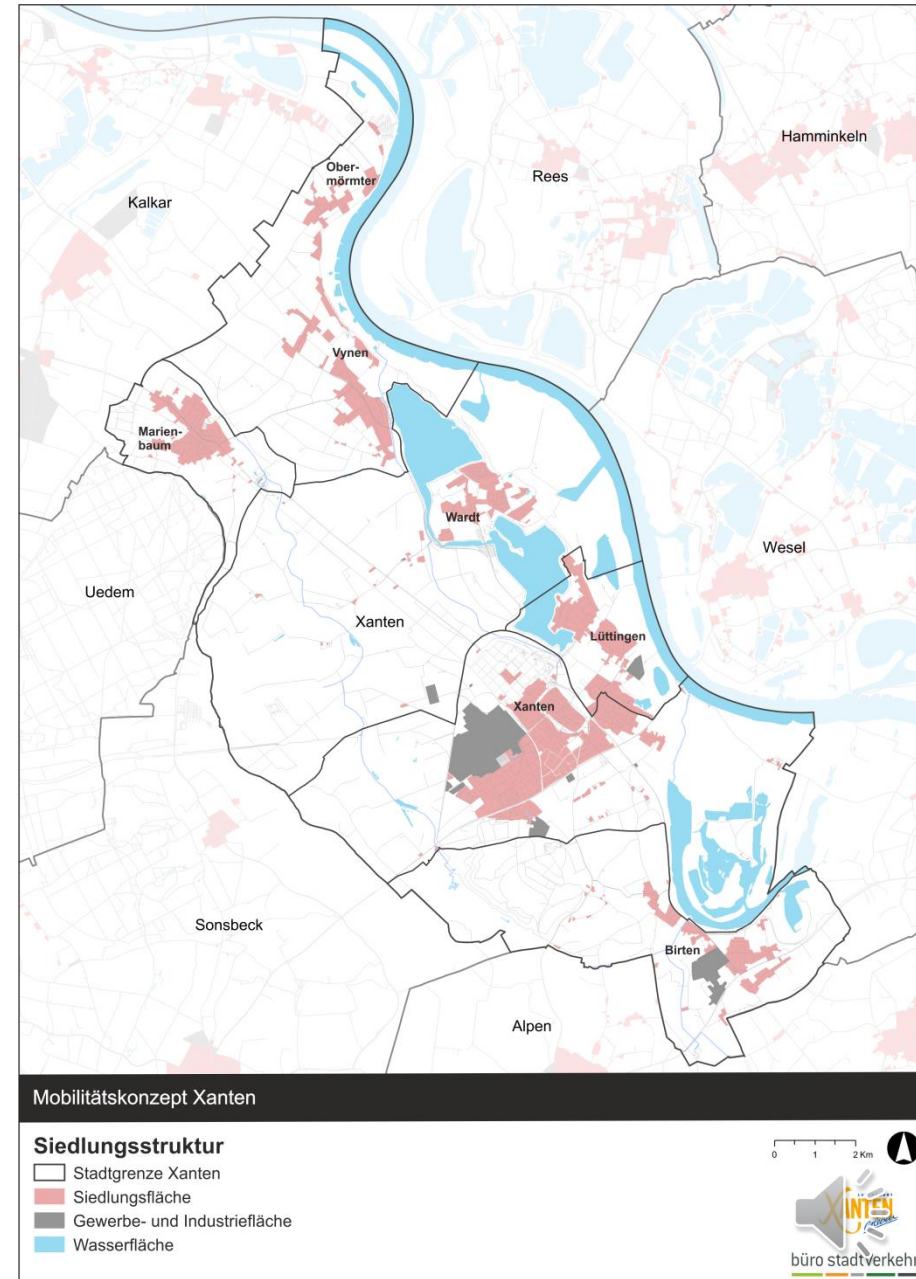 Hamminkeln
Ober-
mörmter
Rees
Kalkar
Vynen
Marien-
baum
Wardt
Wesel
Uedem
Xanten
Lüttingen
Xanten
Sonsbeck
Birten
Alpen
Mobilitätskonzept Xanten
Siedlungsstruktur
Stadtgrenze Xanten
Siedlungsfläche
Gewerbe- und Industriefläche
Wasserfläche
0 1 2 Km
XANTEN
büro stadtverkehr